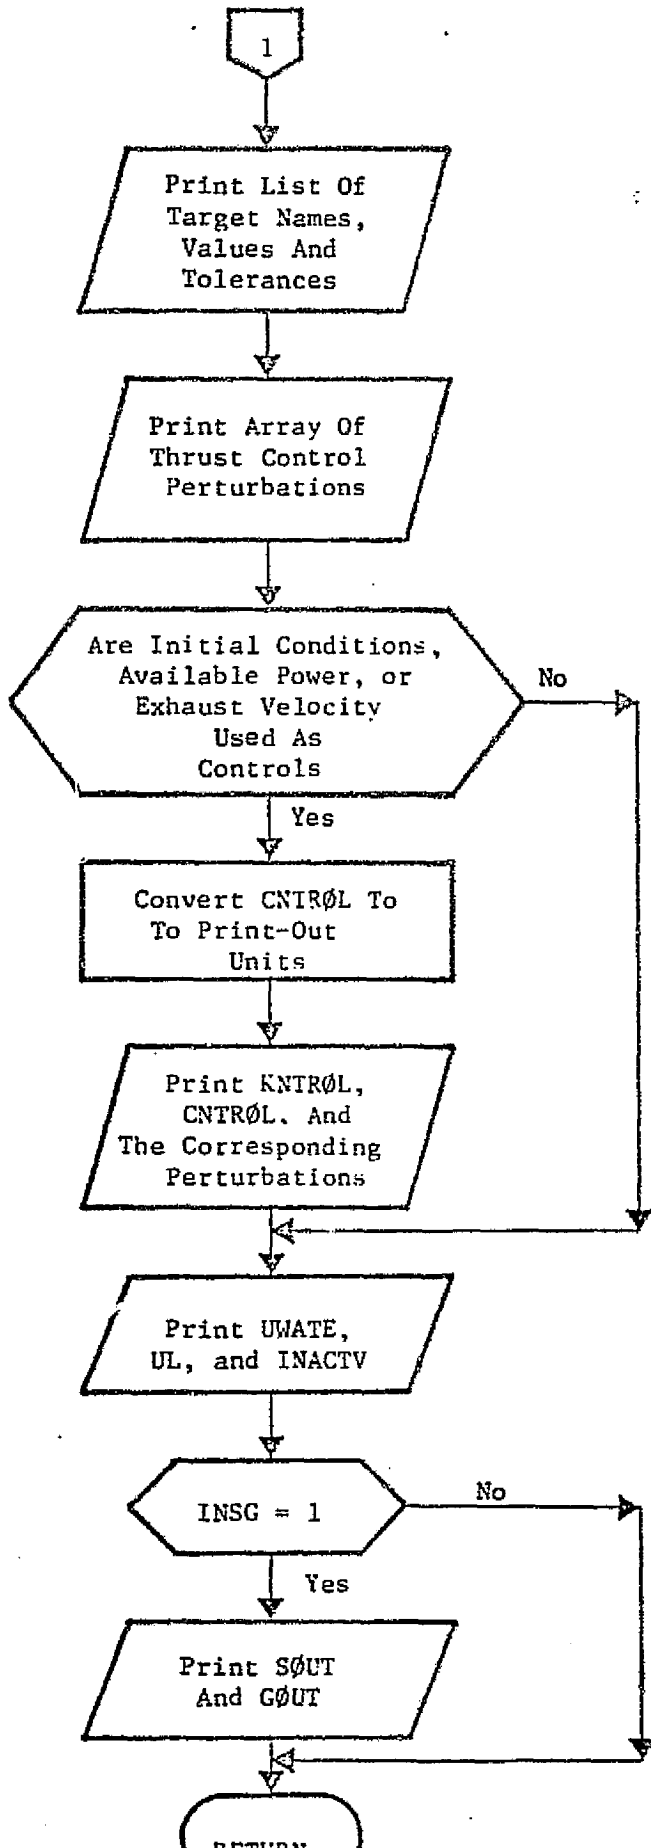 1
Print List Of
Target Names,
Values And
Tolerances
Print Array Of
Thrust Control
Perturbations
Are Initial Conditions,
Available Power, or
Exhaust Velocity
Used As
Controls
No
Yes
Convert CNTRØL To
To Print-Out
Units
Print KNTRØL,
CNTRØL. And
The Corresponding
Perturbations
Print UWATE,
UL, and INACTV
INSG = 1
No
Yes
Print SØUT
And GØUT
RETURN